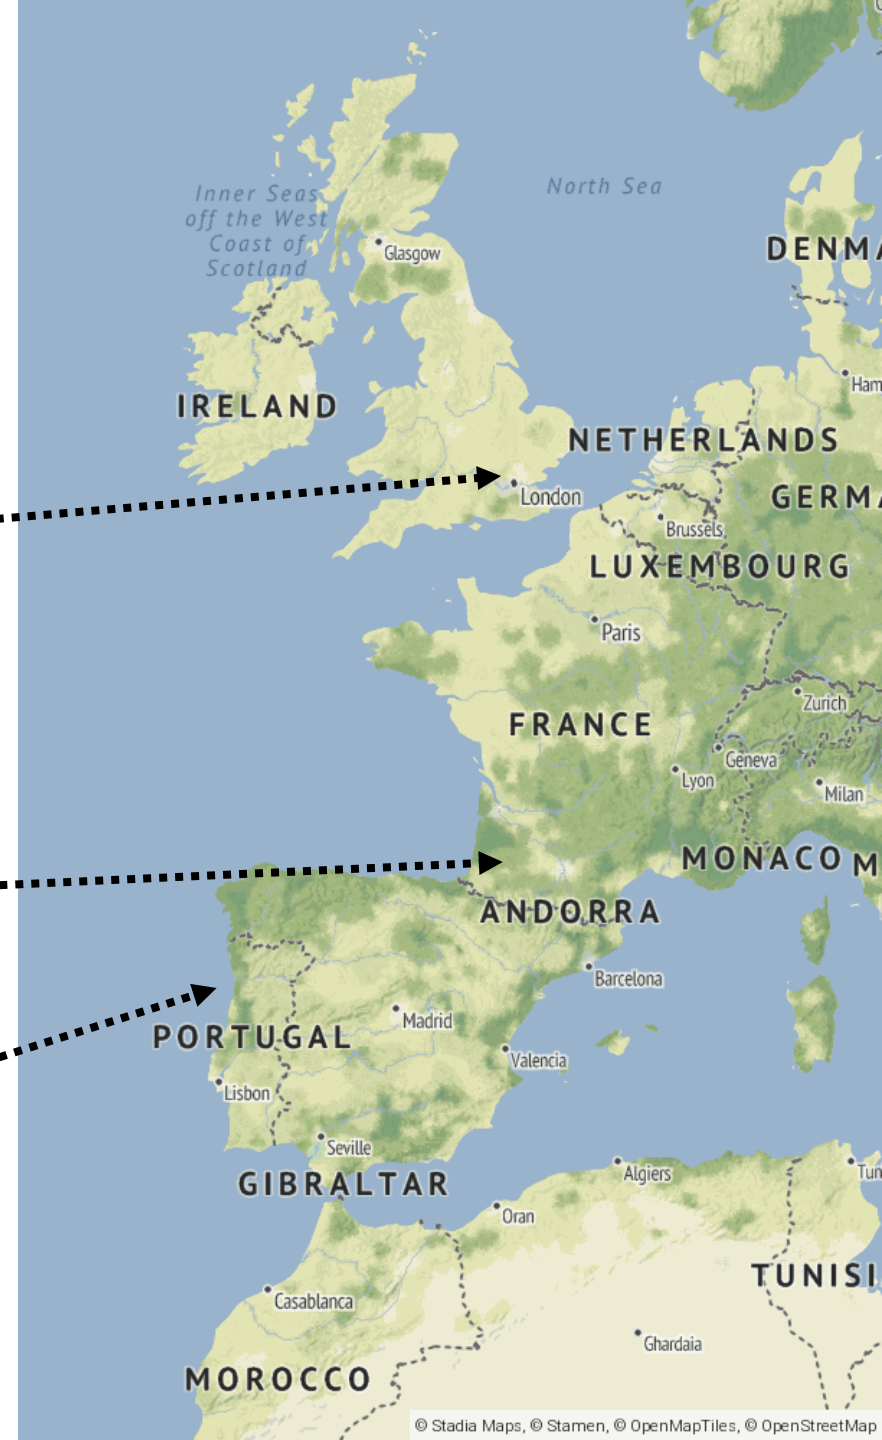 Inner Seas
off the West
Coast of
Scotland
North Sea
Glasgow
DENMA
Ham
IRELAND
NETHERLANDS
London
GERMA
Brussels
LUXEMBOURG
Paris
Zurich
FRANCE
Geneva
Lyon
Milan
MONACO
M
ANDORRA
Barcelona
Madrid
PORTUGAL
Valencia
Lisbon
Seville
GIBRALTAR
Algiers
Tun
Oran
TUNISI
Casablanca
Ghardaia
MOROCCO
© Stadia Maps, © Stamen, © OpenMapTiles, © OpenStreetMap